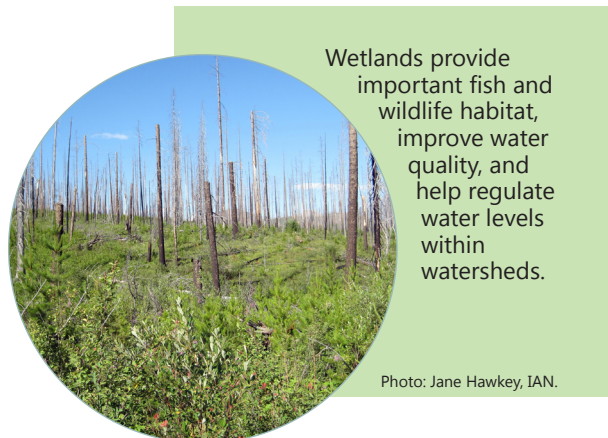 Wetlands provide
important fish and
wildlife habitat,
improve water
quality, and
help regulate
water levels
within
watersheds.
Photo: Jane Hawkey, IAN.